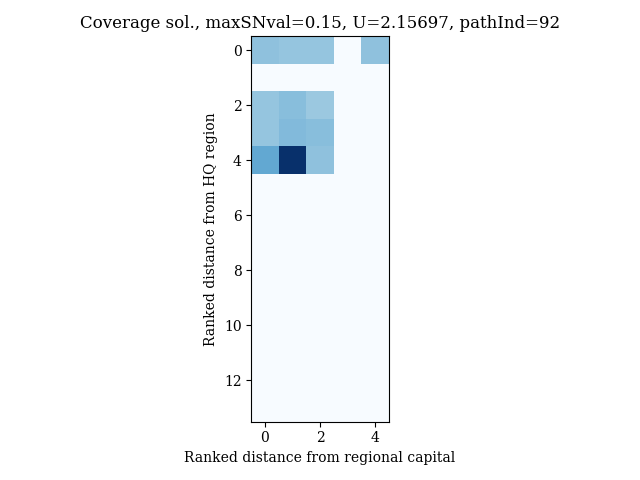 Coverage sol., maxSNval=0.15, U=2.15697, pathInd=92
Ranked distance from HQ region
0
2
4
6
8
10
12
0 2 4
Ranked distance from regional capital